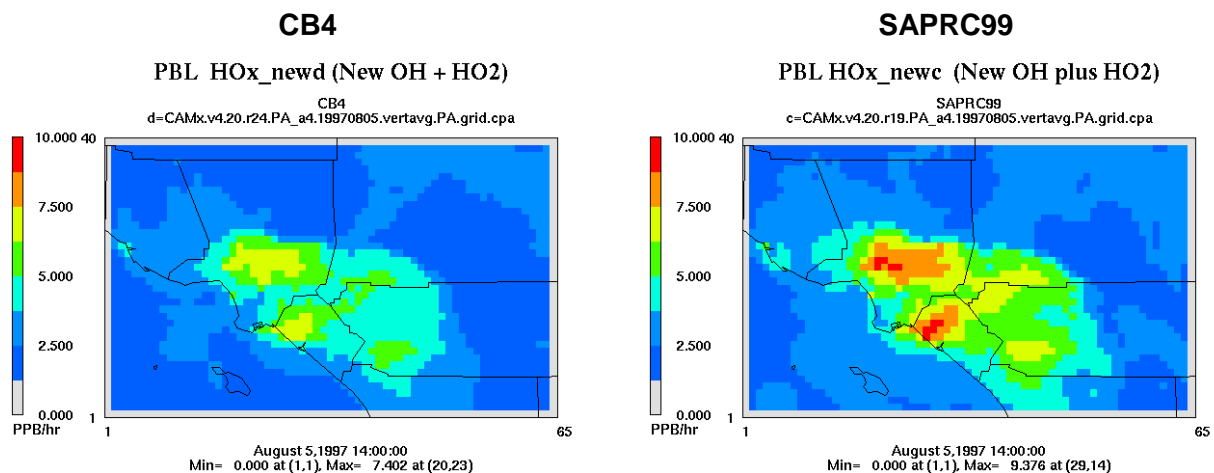 CB4
PBL HOx_newd (New OH + HO2)
CB4
d=CAMx.v4.20.r24.PA_a4.19970805.vertavg.PA.grid.cpa
10.000
7.500
5.000
2.500
0.000
PPB/hr
40
1
1
65
August 5,1997 14:00:00
Min= 0.000 at (1,1), Max= 7.402 at (20,23)
SAPRC99
PBL HOx_newc (New OH plus HO2)
SAPRC99
c=CAMx.v4.20.r19.PA_a4.19970805.vertavg.PA.grid.cpa
10.000
7.500
5.000
2.500
0.000
PPB/hr
40
1
1
65
August 5,1997 14:00:00
Min= 0.000 at (1,1), Max= 9.376 at (29,14)